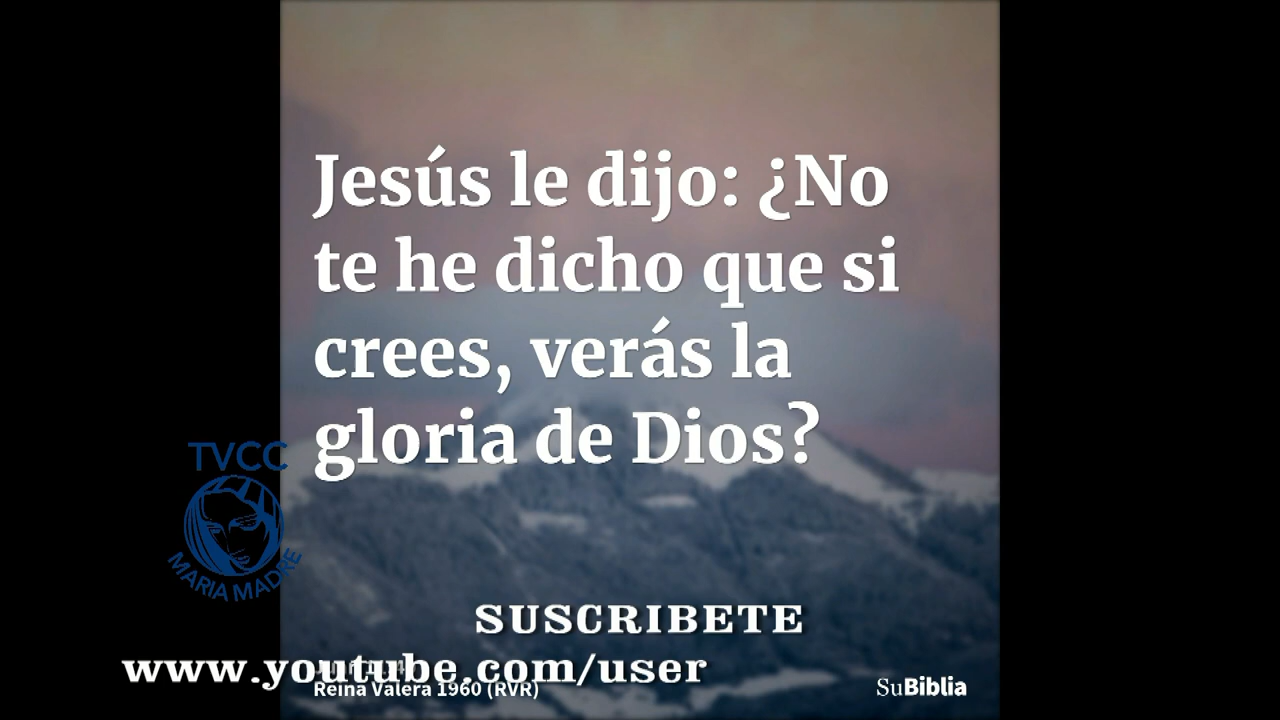 Jesús le dijo: ¿No
te he dicho que si
crees, verás la
gloria de Dios?
TVCC
MARIA MADRE
SUSCRIBETE
www.youtube.com/user
Reina Valera 1960 (RVR)
SuBiblia